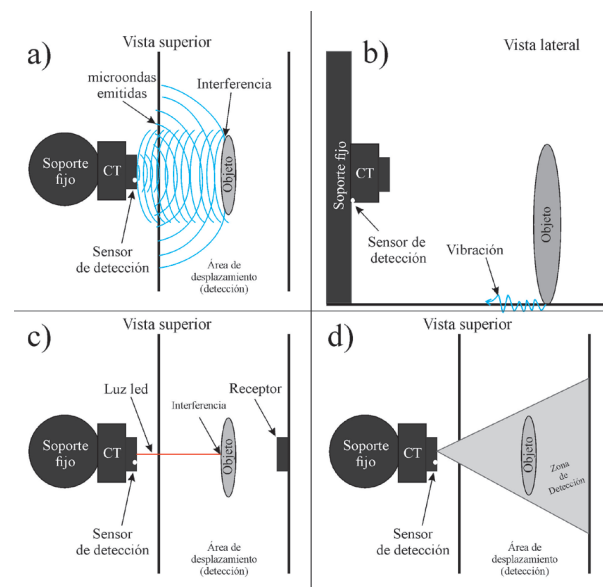 a)
Vista superior
microondas
emitidas
Interferencia
Soporte
fijo
CT
Objeto
Sensor
de detección
Área de
desplazamiento
(detección)
b)
Vista lateral
Soporte fijo
CT
Objeto
Sensor de
detección
Vibración
c)
Vista superior
Luz led
Receptor
Interferencia
Soporte
fijo
CT
Objeto
Sensor de
detección
Área de
desplazamiento
(detección)
d)
Vista superior
Soporte
fijo
CT
Objeto
Zona
de
Detección
Sensor de
detección
Área de
desplazamiento
(detección)